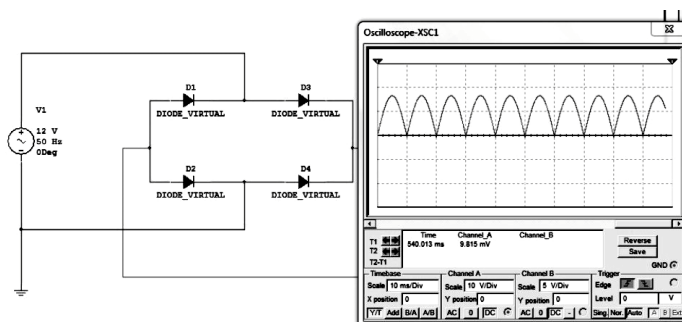 Oscilloscope-XSC1
D1
D3
DIODE_VIRTUAL
DIODE_VIRTUAL
V1
12 V
50 Hz
0Deg
D2
D4
DIODE_VIRTUAL
DIODE_VIRTUAL
Time Channel_A Channel_B
T1 540.013 ms 9.815 mV
T2
T2-T1
Reverse
Save
GND
Timebase
Scale 10 ms/Div
X position 0
Y/T Add B/A A/B
Channel A
Scale 10 V/Div
Y position 0
AC 0 DC
Channel B
Scale 5 V/Div
Y position 0
AC 0 DC -
Trigger
Edge
Level 0 V
Sing. Nor. Auto A B Ext